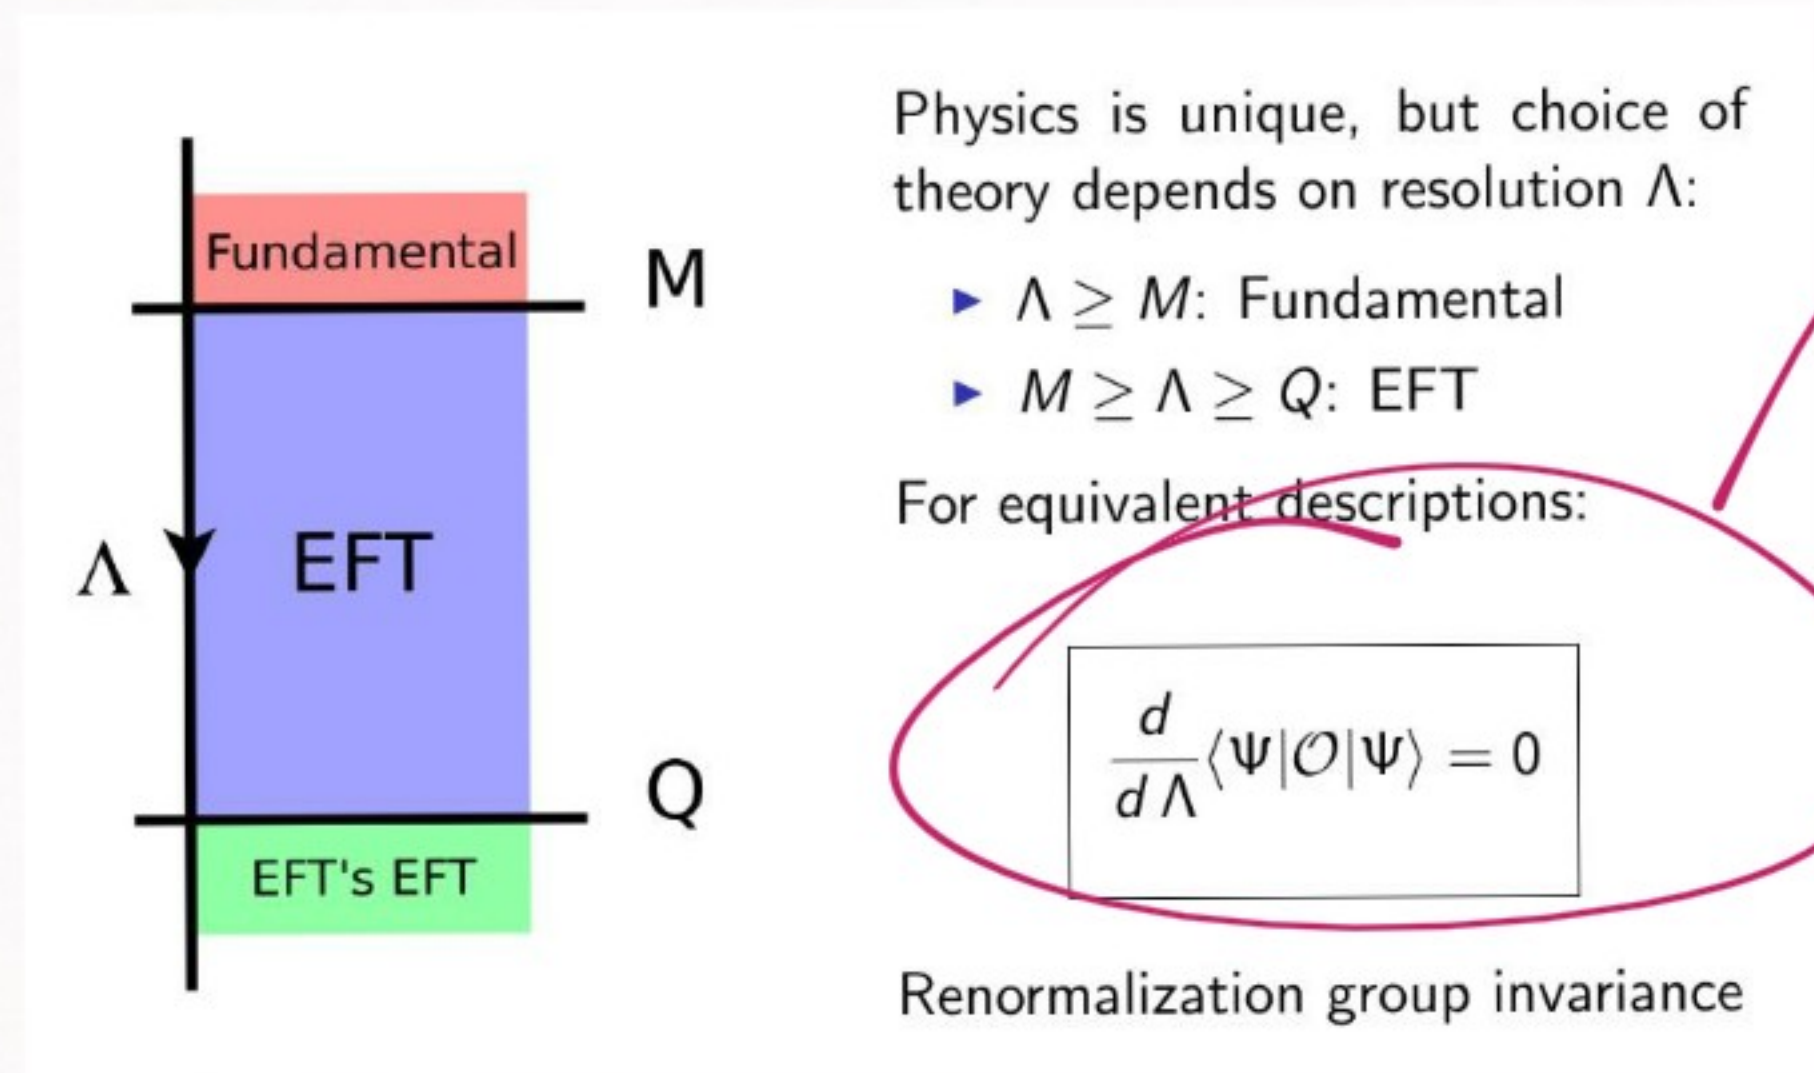 Fundamental
M
Λ
EFT
Q
EFT's EFT
Physics is unique, but choice of
theory depends on resolution Λ:
► Λ ≥ M: Fundamental
► M ≥ Λ ≥ Q: EFT
For equivalent descriptions:
d/dΛ ⟨Ψ|𝒪|Ψ⟩ = 0
Renormalization group invariance